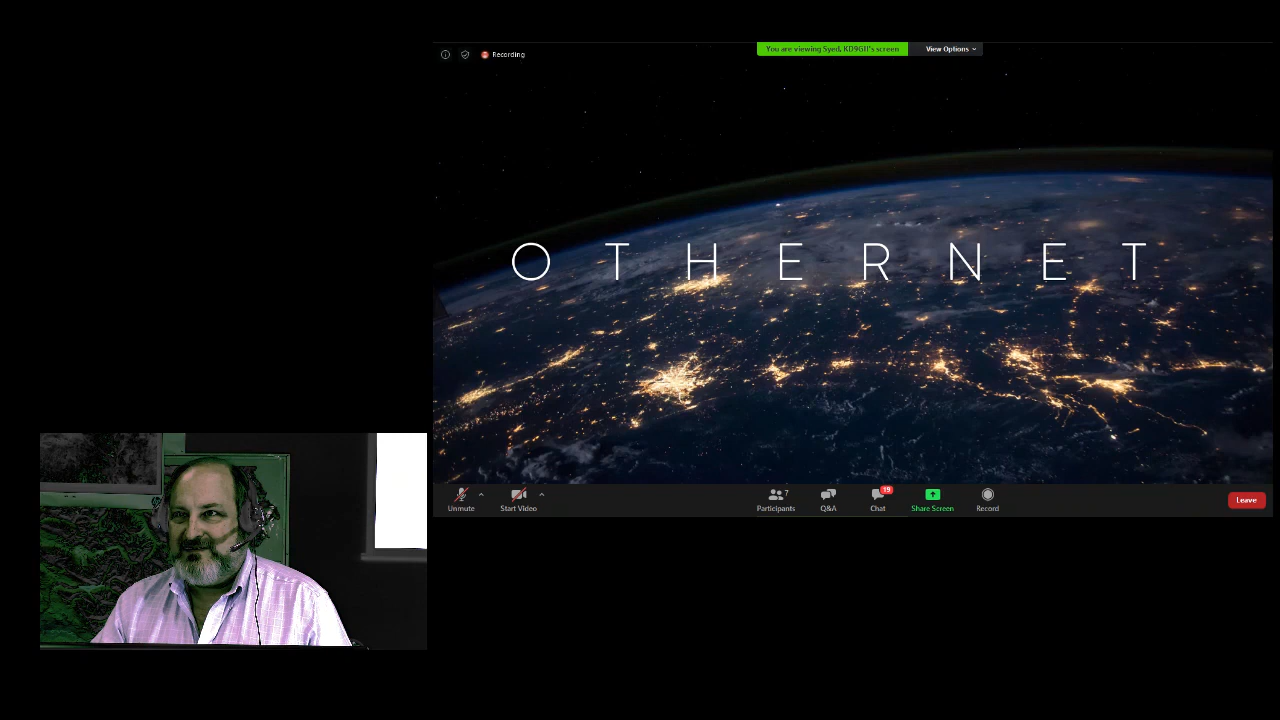 Recording
You are viewing Syed, KD9GII's screen
View Options
O T H E R N E T
Unmute
Start Video
7
Participants
Q&A
19
Chat
Share Screen
Record
Leave